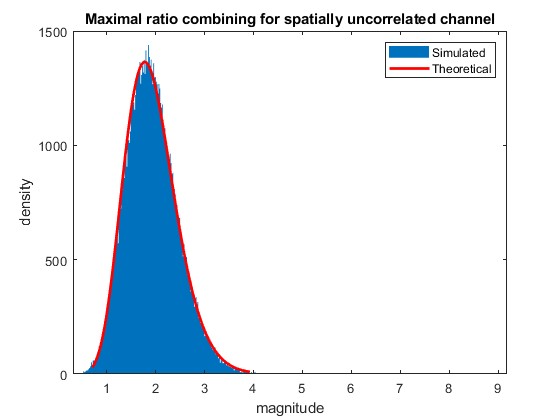 Maximal ratio combining for spatially uncorrelated channel
1500
Simulated
Theoretical
1000
density
500
0
1 2 3 4 5 6 7 8 9
magnitude